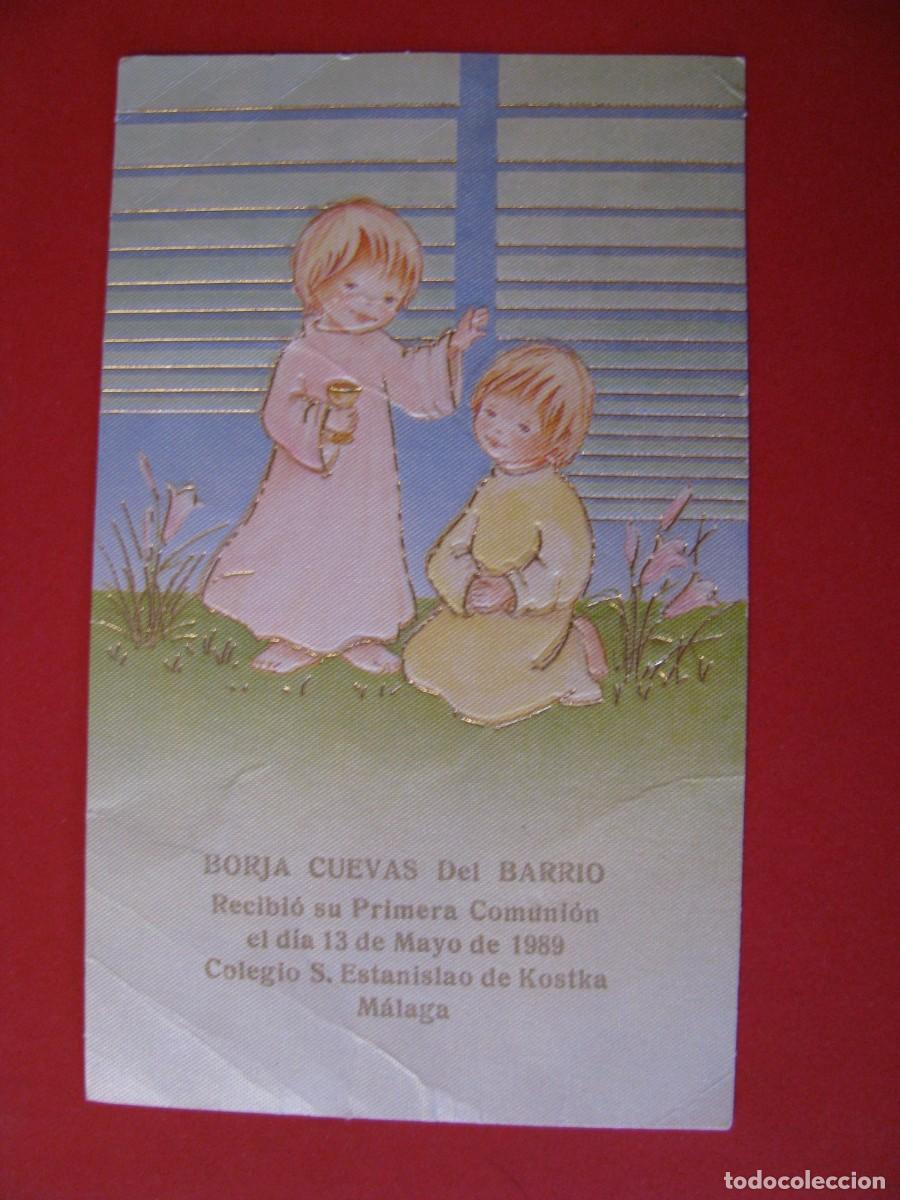 BORJA CUEVAS Del BARRIO
Recibió su Primera Comunión
el día 13 de Mayo de 1989
Colegio S. Estanislao de Kostka
Málaga
todocoleccion